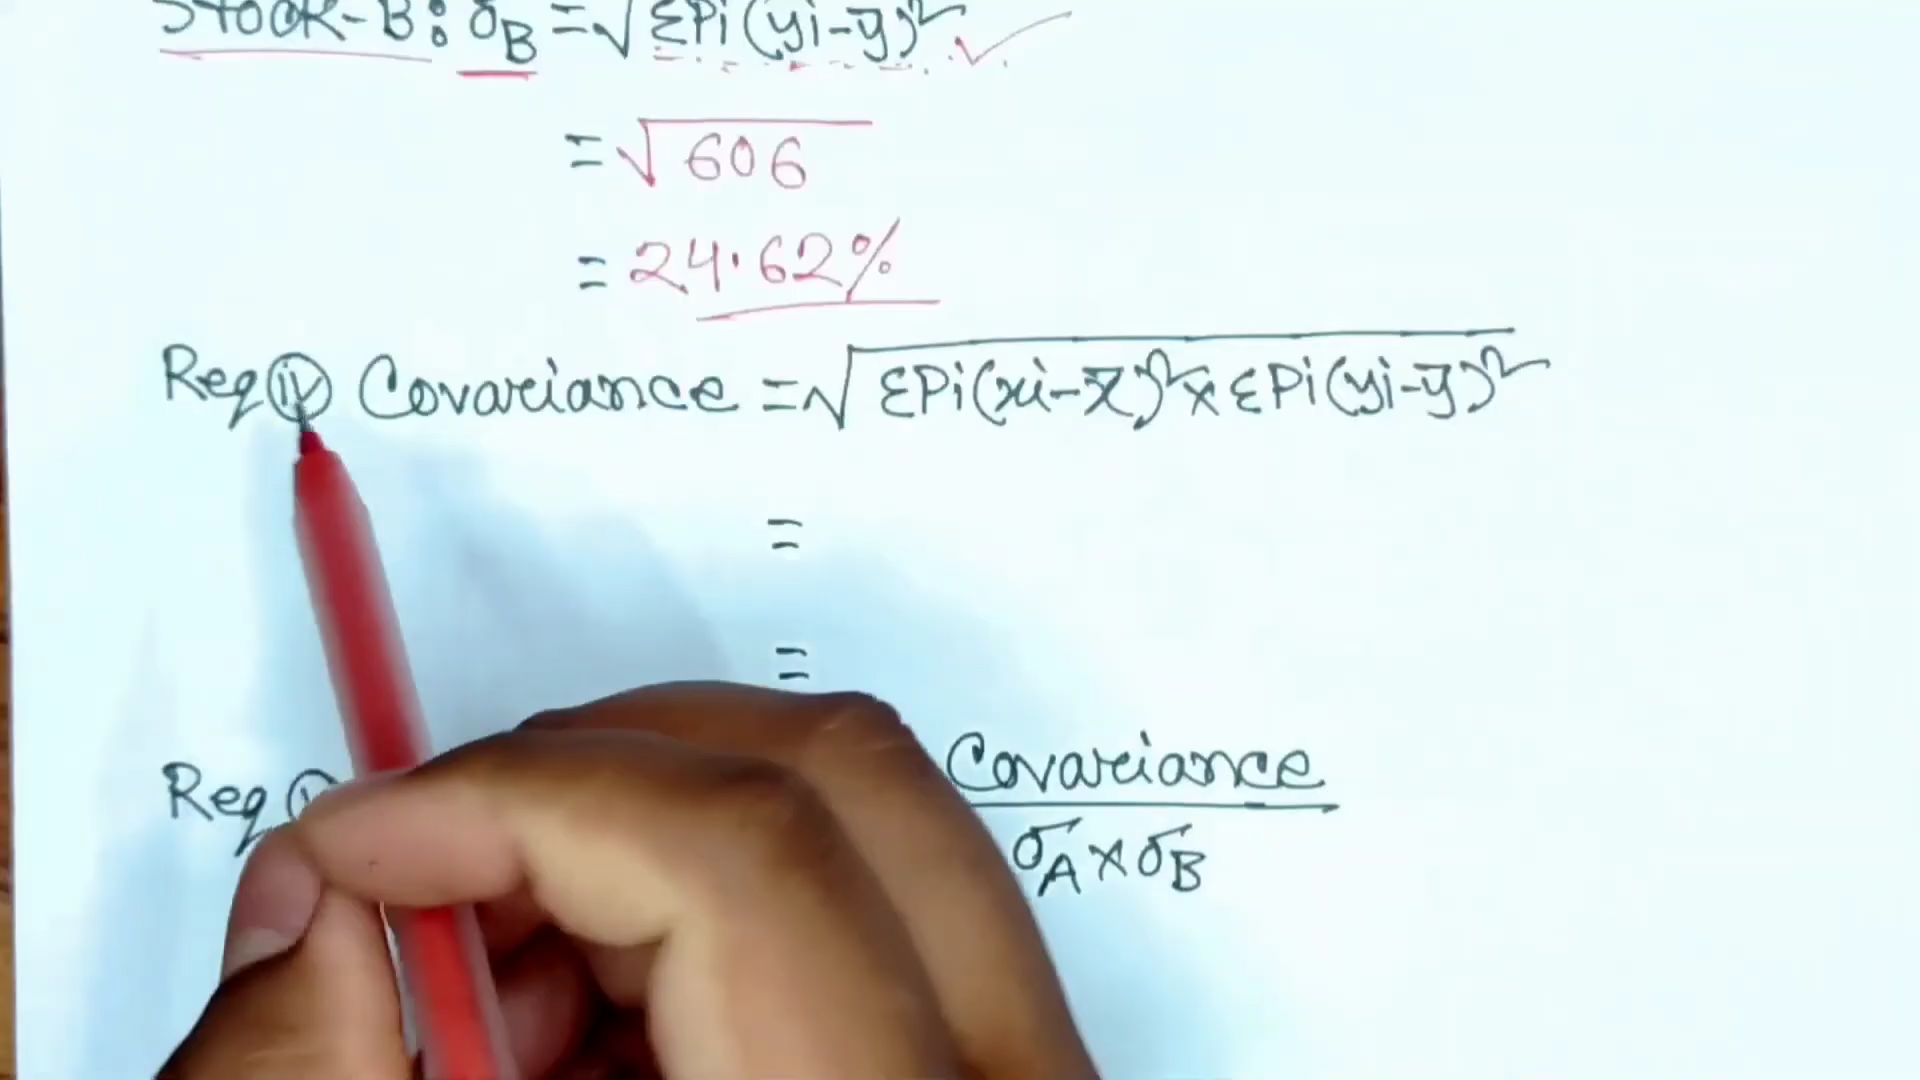 Stock-B: σB = √ΣPi(yi-ȳ)²
= √606
= 24.62%
Req (iv) Covariance = √ΣPi(xi-x̄)² × ΣPi(yi-ȳ)²
=
=
Req Covariance
σA × σB